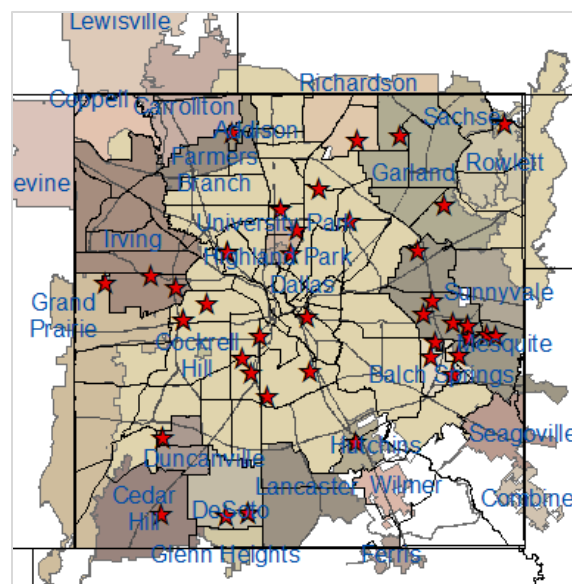 Lewisville
Richardson
Coppell
Carrollton
Addison
Sachse
Farmers
Branch
Garland
Rowlett
evine
University Park
Irving
Highland Park
Dallas
Sunnyvale
Grand
Prairie
Cockrell
Hill
Mesquite
Balch Springs
Seagoville
Hutchins
Duncanville
Cedar
Hill
DeSoto
Lancaster
Wilmer
Combine
Glenn Heights
Ferris